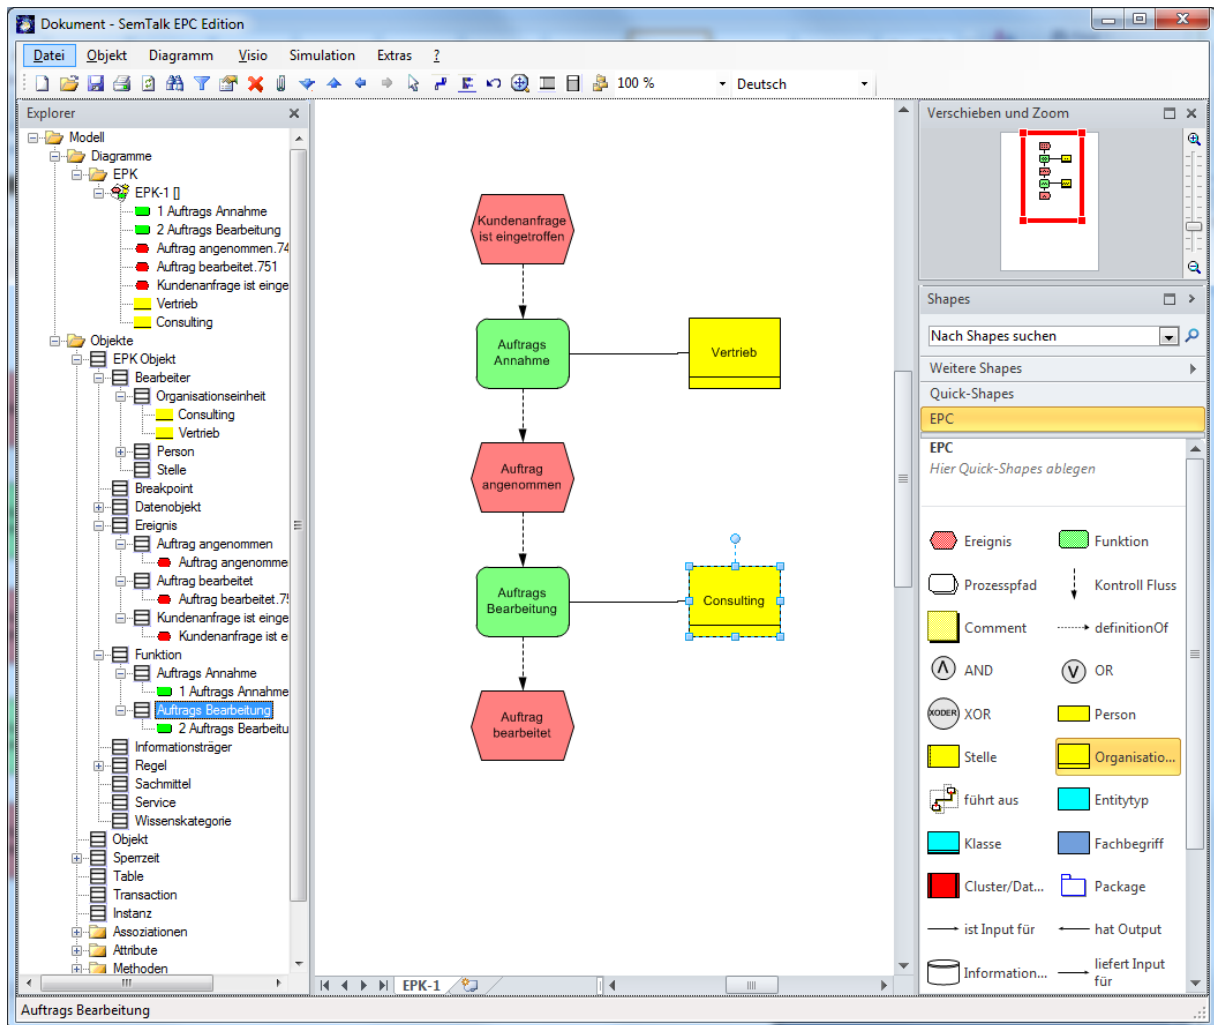 Dokument - SemTalk EPC Edition
Datei Objekt Diagramm Visio Simulation Extras ?
100 % Deutsch
Explorer
Modell
Diagramme
EPK
EPK-1 []
1 Auftrags Annahme
2 Auftrags Bearbeitung
Auftrag angenommen.74
Auftrag bearbeitet.751
Kundenanfrage ist einge
Vertrieb
Consulting
Objekte
EPK Objekt
Bearbeiter
Organisationseinheit
Consulting
Vertrieb
Person
Stelle
Breakpoint
Datenobjekt
Ereignis
Auftrag angenommen
Auftrag angenomme
Auftrag bearbeitet
Auftrag bearbeitet.7
Kundenanfrage ist einge
Kundenanfrage ist e
Funktion
Auftrags Annahme
1 Auftrags Annahme
Auftrags Bearbeitung
2 Auftrags Bearbeitu
Informationsträger
Regel
Sachmittel
Service
Wissenskategorie
Objekt
Sperrzeit
Table
Transaction
Instanz
Assoziationen
Attribute
Methoden
Kundenanfrage
ist eingetroffen
Auftrags
Annahme
Vertrieb
Auftrag
angenommen
Auftrags
Bearbeitung
Consulting
Auftrag
bearbeitet
EPK-1
Verschieben und Zoom
Shapes
Nach Shapes suchen
Weitere Shapes
Quick-Shapes
EPC
EPC
Hier Quick-Shapes ablegen
Ereignis Funktion
Prozesspfad Kontroll Fluss
Comment definitionOf
AND OR
XODER XOR Person
Stelle Organisatio...
führt aus Entitytyp
Klasse Fachbegriff
Cluster/Dat... Package
ist Input für hat Output
Information... liefert Input
für
Auftrags Bearbeitung